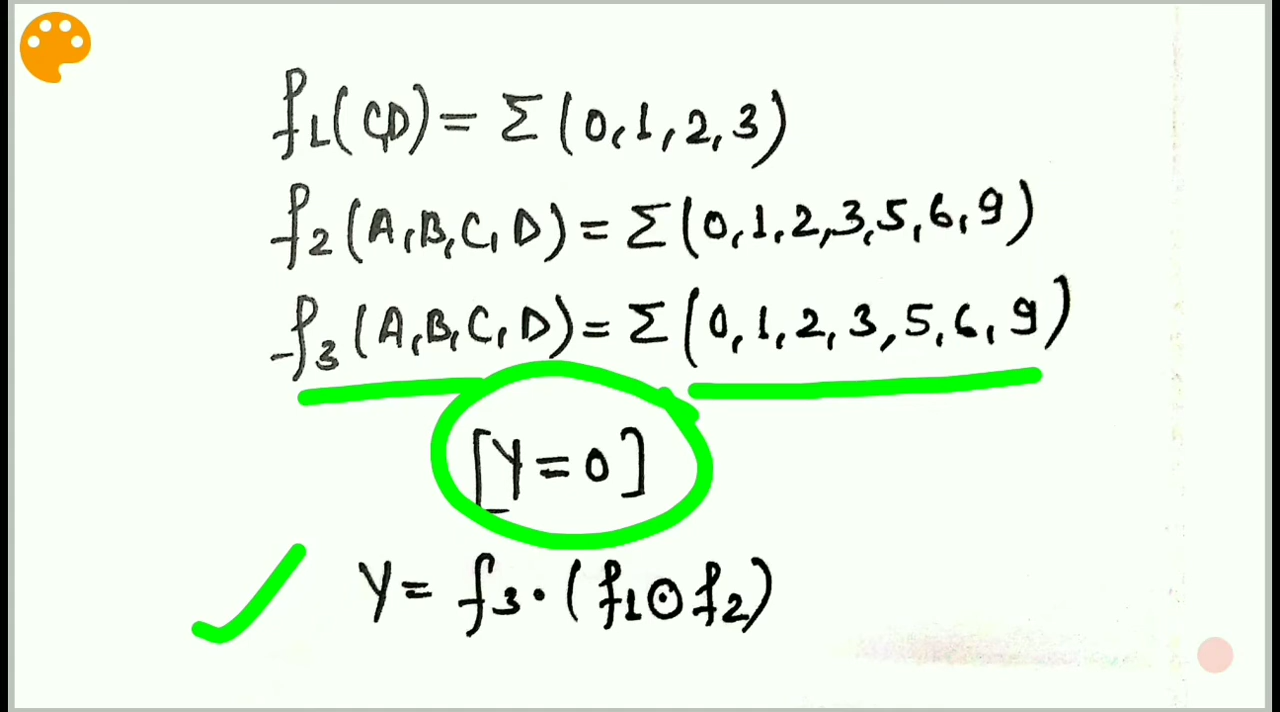 f1(C,D) = Σ(0,1,2,3)
f2(A,B,C,D) = Σ(0,1,2,3,5,6,9)
f3(A,B,C,D) = Σ(0,1,2,3,5,6,9)
[Y=0]
Y = f3·(f1⊙f2)